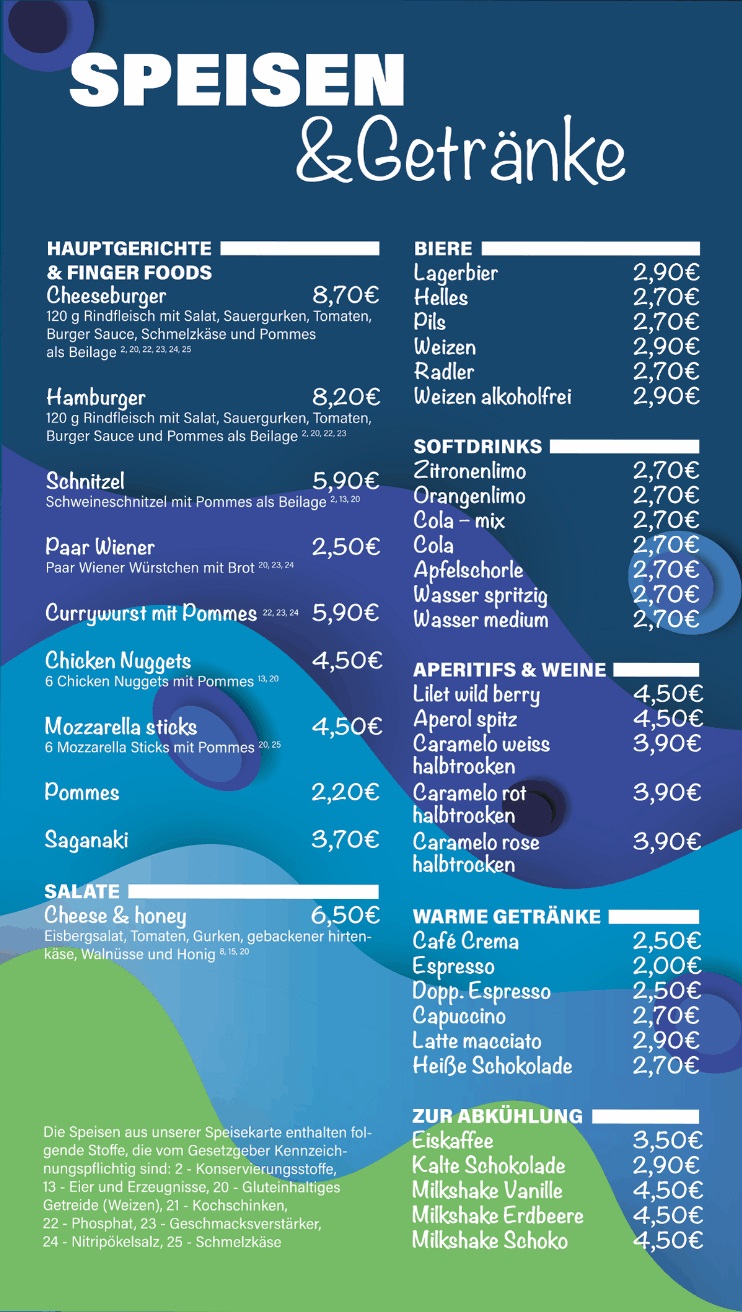 SPEISEN
&Getränke
HAUPTGERICHTE
& FINGER FOODS
Cheeseburger 8,70€
120 g Rindfleisch mit Salat, Sauergurken, Tomaten,
Burger Sauce, Schmelzkäse und Pommes
als Beilage 2, 20, 22, 23, 24, 25
Hamburger 8,20€
120 g Rindfleisch mit Salat, Sauergurken, Tomaten,
Burger Sauce und Pommes als Beilage 2, 20, 22, 23
Schnitzel 5,90€
Schweineschnitzel mit Pommes als Beilage 2, 13, 20
Paar Wiener 2,50€
Paar Wiener Würstchen mit Brot 20, 23, 24
Currywurst mit Pommes 22, 23, 24 5,90€
Chicken Nuggets 4,50€
6 Chicken Nuggets mit Pommes 13, 20
Mozzarella sticks 4,50€
6 Mozzarella Sticks mit Pommes 20, 25
Pommes 2,20€
Saganaki 3,70€
SALATE
Cheese & honey 6,50€
Eisbergsalat, Tomaten, Gurken, gebackener hirten-
käse, Walnüsse und Honig 8, 15, 20
Die Speisen aus unserer Speisekarte enthalten fol-
gende Stoffe, die vom Gesetzgeber Kennzeich-
nungspflichtig sind: 2 - Konservierungsstoffe,
13 - Eier und Erzeugnisse, 20 - Gluteinhaltiges
Getreide (Weizen), 21 - Kochschinken,
22 - Phosphat, 23 - Geschmacksverstärker,
24 - Nitripökelsalz, 25 - Schmelzkäse
BIERE
Lagerbier 2,90€
Helles 2,70€
Pils 2,70€
Weizen 2,90€
Radler 2,70€
Weizen alkoholfrei 2,90€
SOFTDRINKS
Zitronenlimo 2,70€
Orangenlimo 2,70€
Cola – mix 2,70€
Cola 2,70€
Apfelschorle 2,70€
Wasser spritzig 2,70€
Wasser medium 2,70€
APERITIFS & WEINE
Lilet wild berry 4,50€
Aperol spitz 4,50€
Caramelo weiss 3,90€
halbtrocken
Caramelo rot 3,90€
halbtrocken
Caramelo rose 3,90€
halbtrocken
WARME GETRÄNKE
Café Crema 2,50€
Espresso 2,00€
Dopp. Espresso 2,50€
Capuccino 2,70€
Latte macciato 2,90€
Heiße Schokolade 2,70€
ZUR ABKÜHLUNG
Eiskaffee 3,50€
Kalte Schokolade 2,90€
Milkshake Vanille 4,50€
Milkshake Erdbeere 4,50€
Milkshake Schoko 4,50€